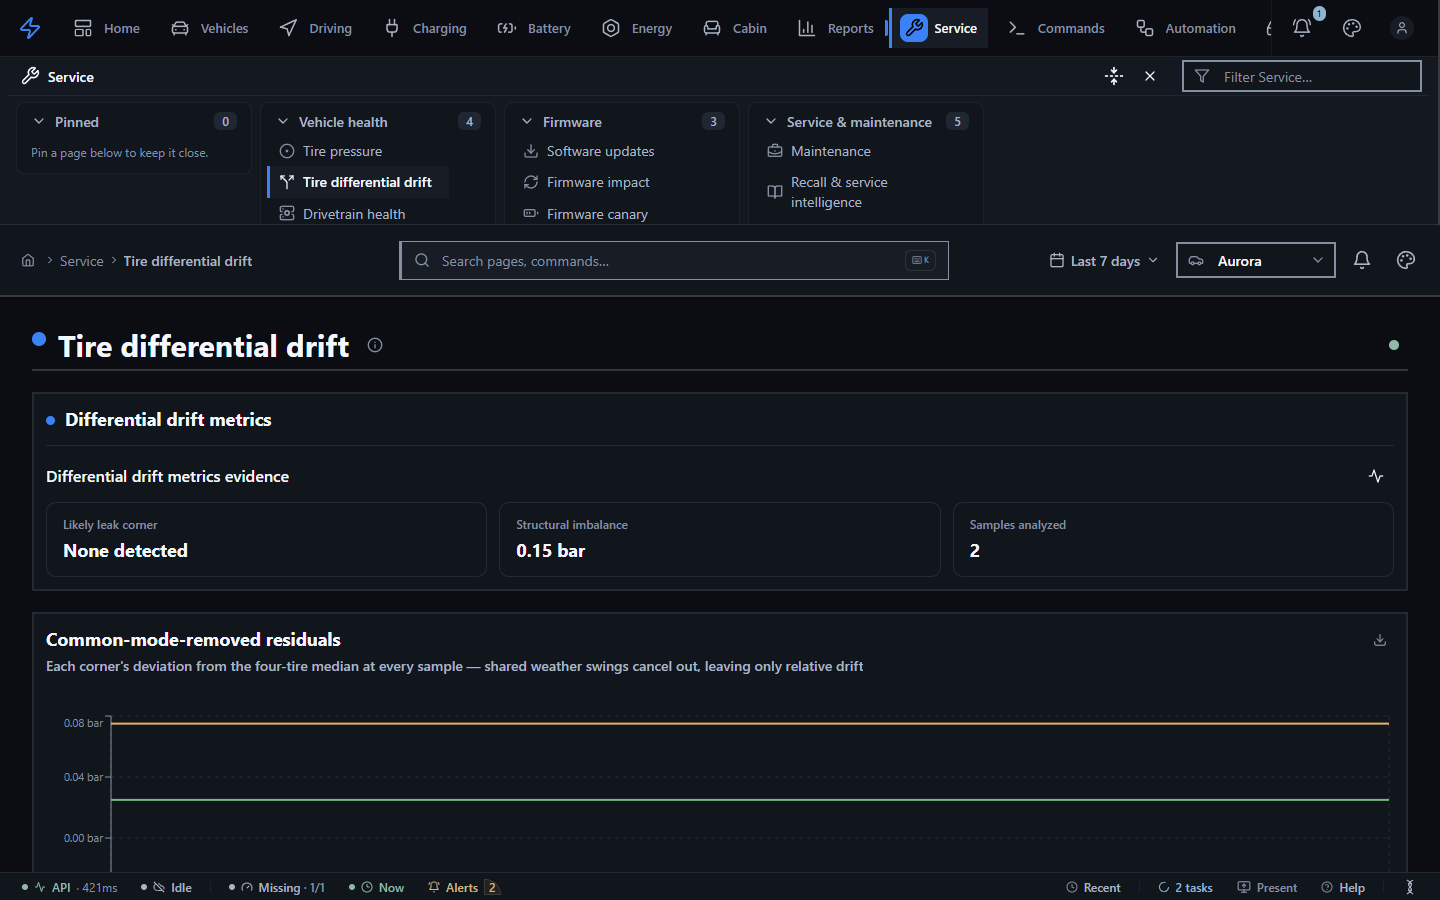 Home
Vehicles
Driving
Charging
Battery
Energy
Cabin
Reports
Service
Commands
Automation
1
Service
Filter Service...
Pinned 0
Pin a page below to keep it close.
Vehicle health 4
Tire pressure
Tire differential drift
Drivetrain health
Firmware 3
Software updates
Firmware impact
Firmware canary
Service & maintenance 5
Maintenance
Recall & service
intelligence
Service
Tire differential drift
Search pages, commands...
K
Last 7 days
Aurora
Tire differential drift
Differential drift metrics
Differential drift metrics evidence
Likely leak corner
None detected
Structural imbalance
0.15 bar
Samples analyzed
2
Common-mode-removed residuals
Each corner's deviation from the four-tire median at every sample — shared weather swings cancel out, leaving only relative drift
0.08 bar
0.04 bar
0.00 bar
API · 421ms
Idle
Missing · 1/1
Now
Alerts 2
Recent
2 tasks
Present
Help